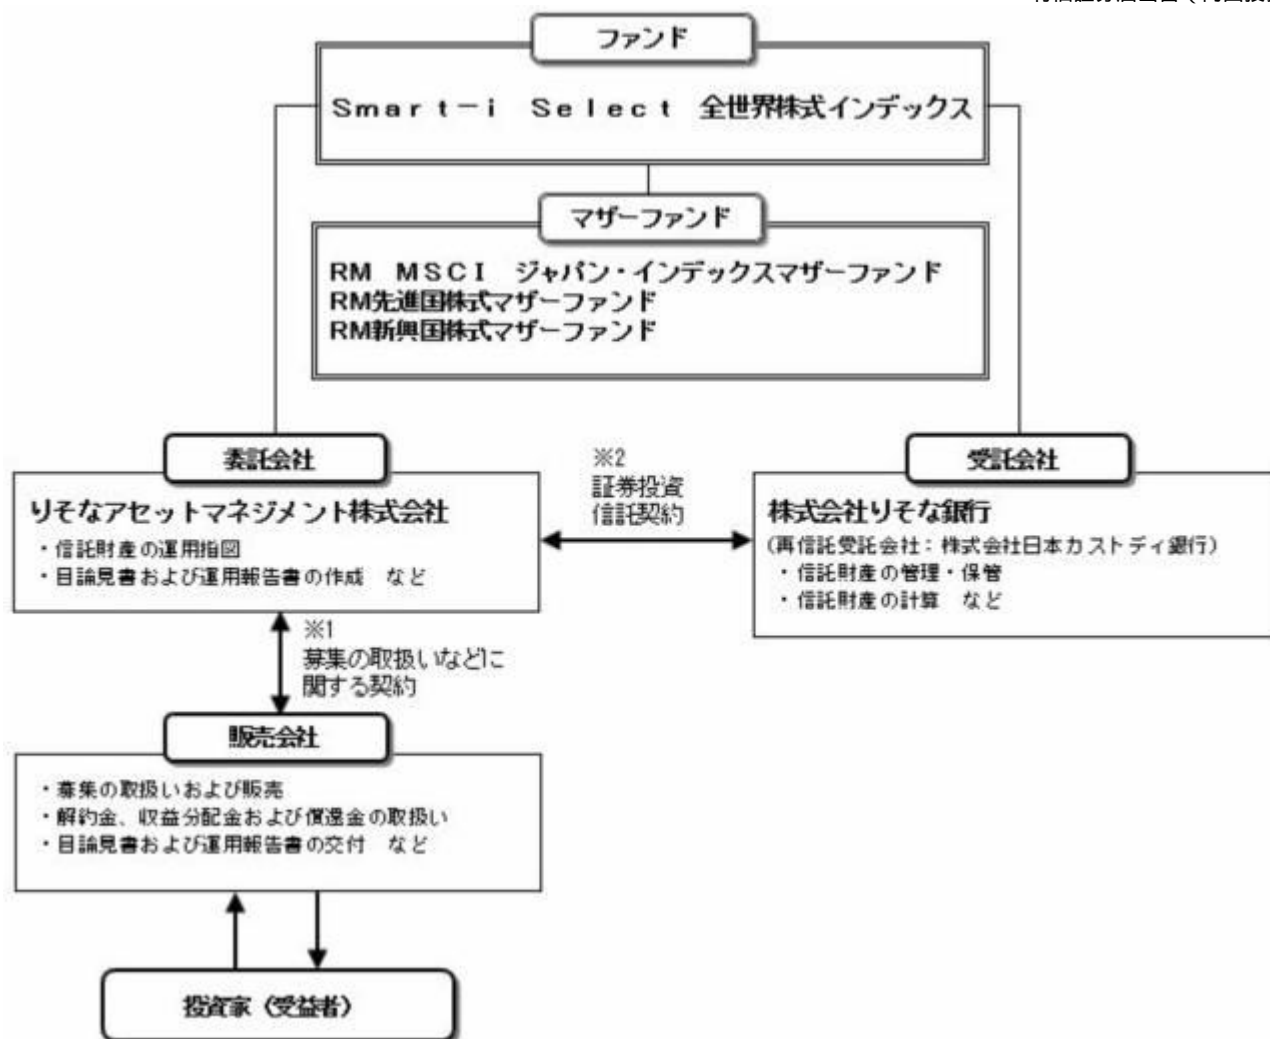 ファンド
Ｓｍａｒｔ－ｉ　Ｓｅｌｅｃｔ　全世界株式インデックス
マザーファンド
ＲＭ　ＭＳＣＩ　ジャパン・インデックスマザーファンド
ＲＭ先進国株式マザーファンド
ＲＭ新興国株式マザーファンド
委託会社
りそなアセットマネジメント株式会社
・信託財産の運用指図
・目論見書および運用報告書の作成　など
※2
証券投資
信託契約
受託会社
株式会社りそな銀行
(再信託受託会社：株式会社日本カストディ銀行)
・信託財産の管理・保管
・信託財産の計算　など
※1
募集の取扱いなどに
関する契約
販売会社
・募集の取扱いおよび販売
・解約金、収益分配金および償還金の取扱い
・目論見書および運用報告書の交付　など
投資家（受益者）